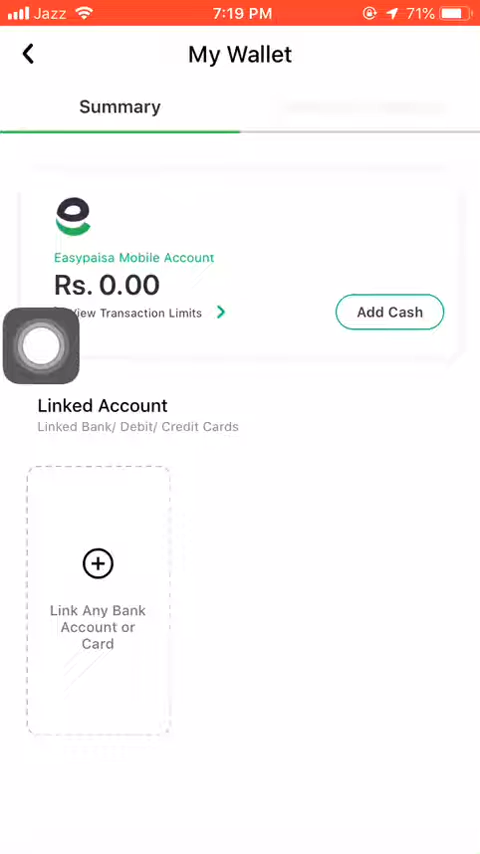 Jazz 7:19 PM 71%
My Wallet
Summary
Easypaisa Mobile Account
Rs. 0.00
View Transaction Limits
Add Cash
Linked Account
Linked Bank/ Debit/ Credit Cards
Link Any Bank
Account or
Card